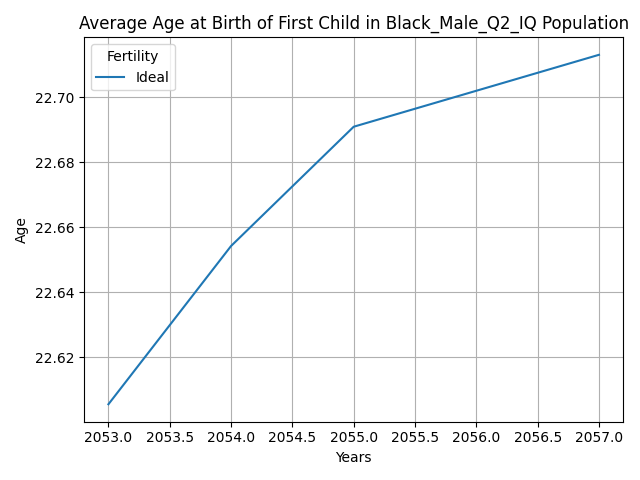 Average Age at Birth of First Child in Black_Male_Q2_IQ Population
Fertility
Ideal
22.70
22.68
22.66
22.64
22.62
Age
2053.0 2053.5 2054.0 2054.5 2055.0 2055.5 2056.0 2056.5 2057.0
Years